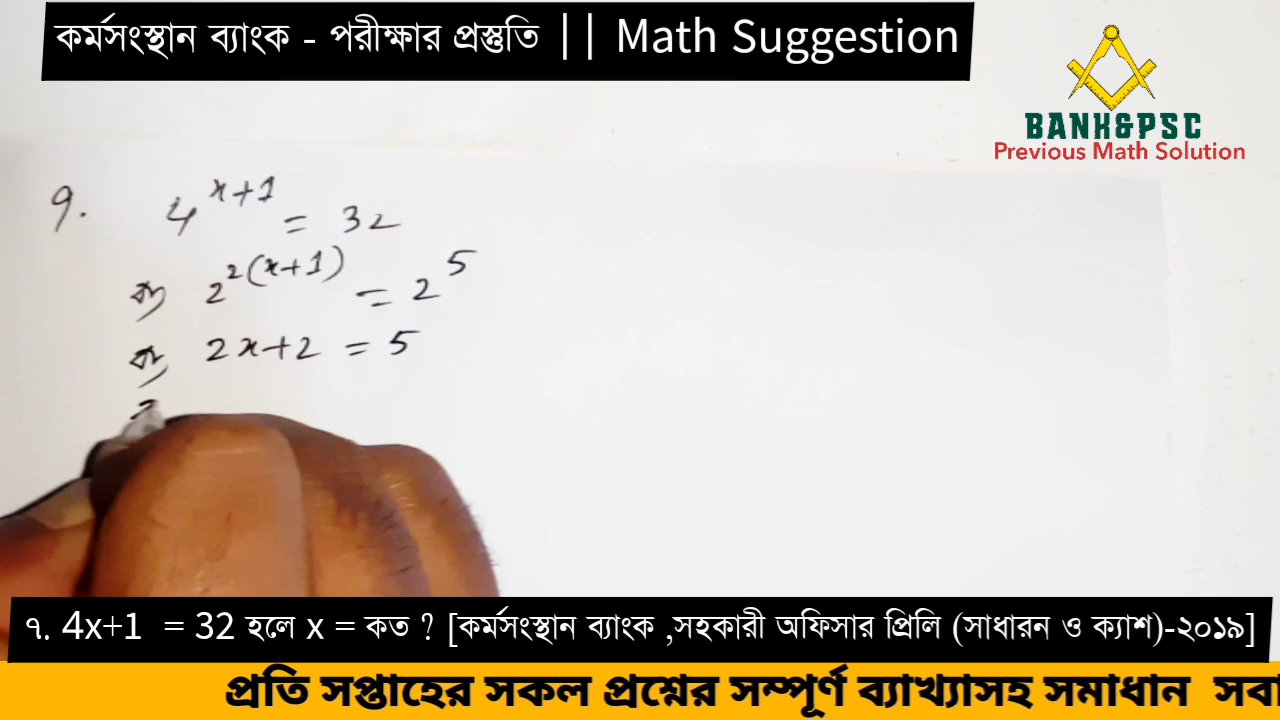 কর্মসংস্থান ব্যাংক - পরীক্ষার প্রস্তুতি || Math Suggestion
BANK&PSC
Previous Math Solution
9. 4^{x+1} = 32
বা 2^{2(x+1)} = 2^5
বা 2x+2 = 5
৭. 4x+1 = 32 হলে x = কত ? [কর্মসংস্থান ব্যাংক ,সহকারী অফিসার প্রিলি (সাধারন ও ক্যাশ)-২০১৯]
প্রতি সপ্তাহের সকল প্রশ্নের সম্পূর্ণ ব্যাখ্যাসহ সমাধান সবা